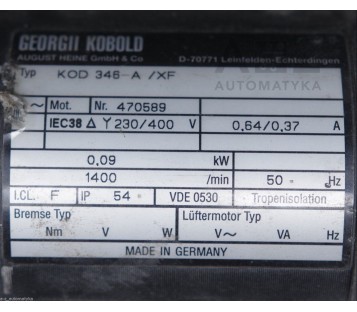 GEORGII KOBOLD
AUGUST HEINE GmbH & Co D-70771 Leinfelden-Echterdingen
Typ KOD 346-A /XF
AUTOMATYKA
~ Mot. Nr. 470589
IEC38 Δ Y 230/400 V 0,64/0,37 A
0,09 kW
1400 /min 50 Hz
I.CL. F IP 54 VDE 0530 Tropenisolation
Bremse Typ Lüftermotor Typ
Nm V W V~ VA Hz
MADE IN GERMANY